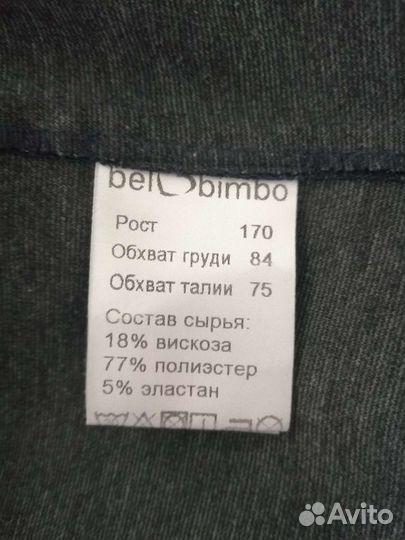 bel bimbo
Рост 170
Обхват груди 84
Обхват талии 75
Состав сырья:
18% вискоза
77% полиэстер
5% эластан
Avito